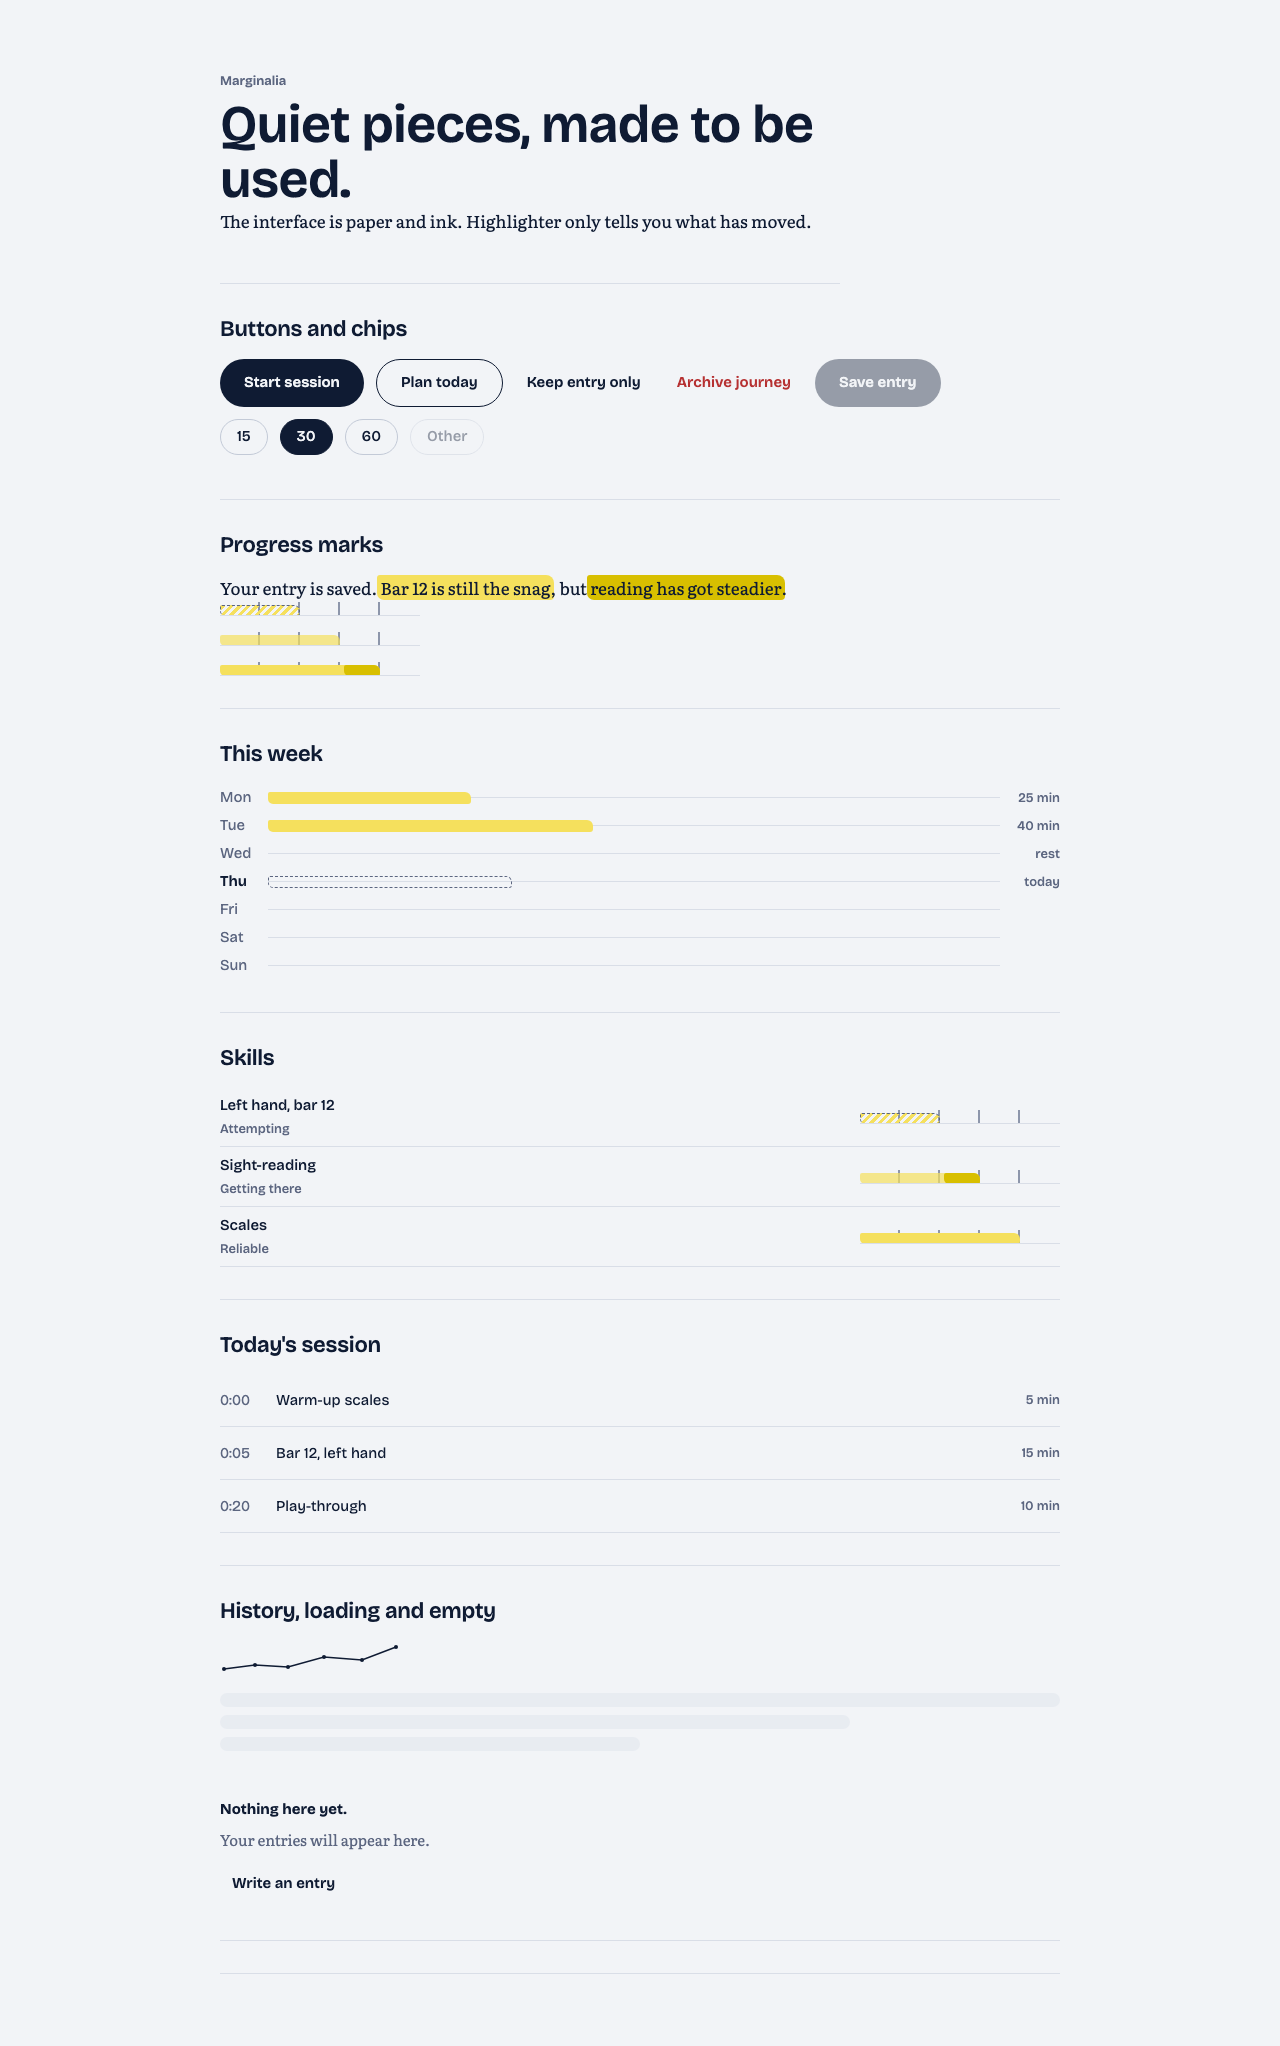 Marginalia
Quiet pieces, made to be
used.
The interface is paper and ink. Highlighter only tells you what has moved.
Buttons and chips
Start session Plan today Keep entry only Archive journey Save entry
15 30 60 Other
Progress marks
Your entry is saved. Bar 12 is still the snag, but reading has got steadier.
This week
Mon 25 min
Tue 40 min
Wed rest
Thu today
Fri
Sat
Sun
Skills
Left hand, bar 12
Attempting
Sight-reading
Getting there
Scales
Reliable
Today's session
0:00 Warm-up scales 5 min
0:05 Bar 12, left hand 15 min
0:20 Play-through 10 min
History, loading and empty
Nothing here yet.
Your entries will appear here.
Write an entry